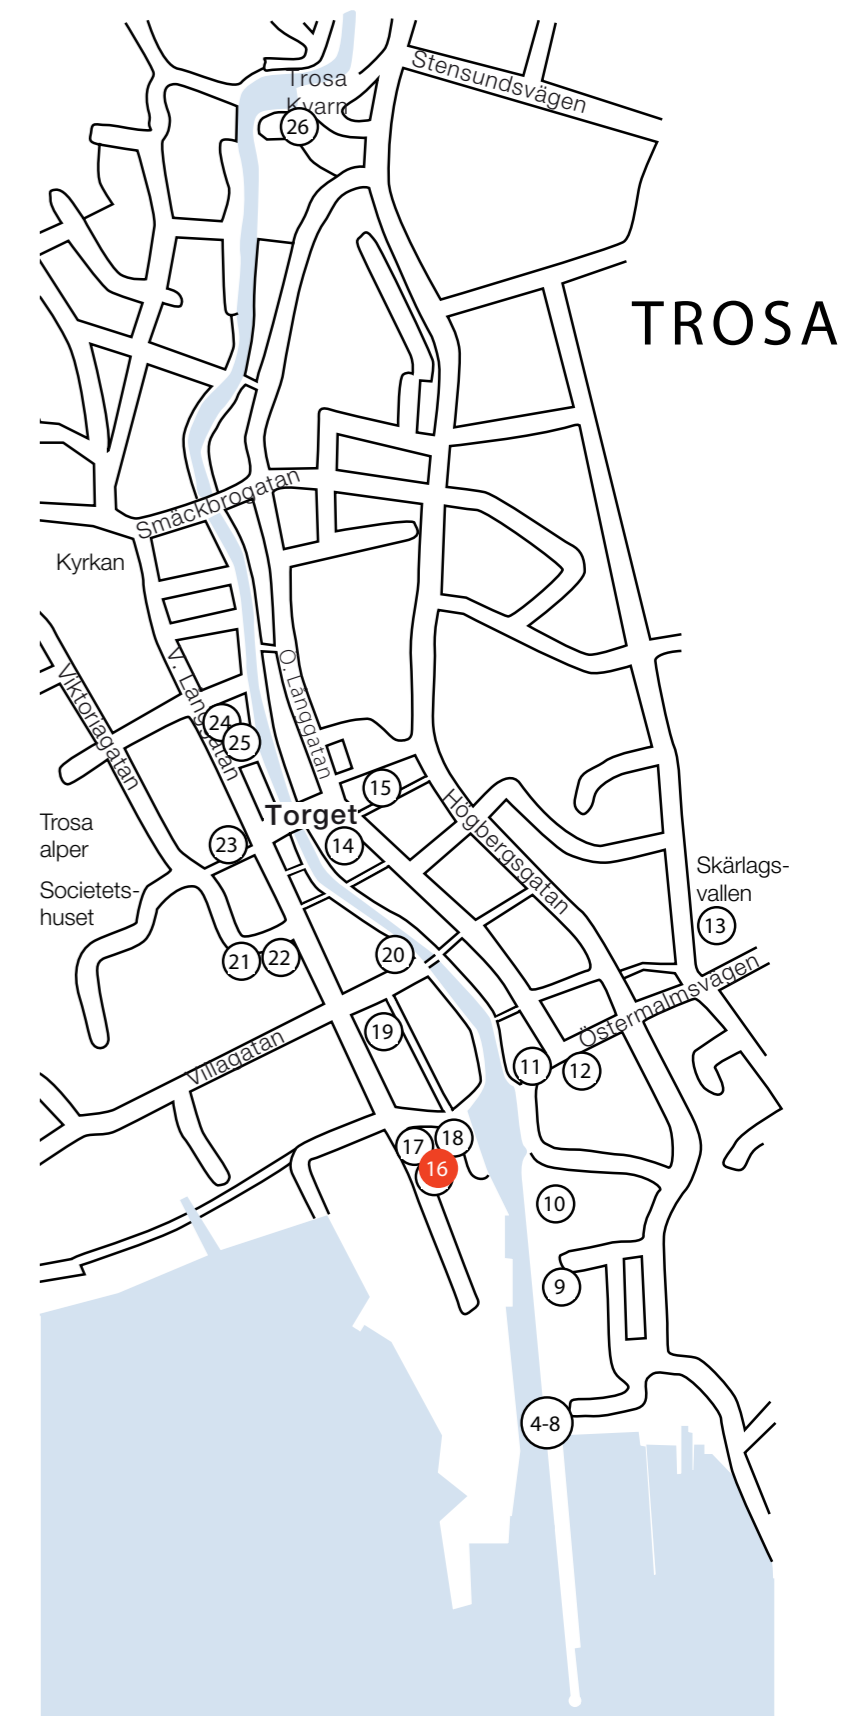 Stensundsvägen
Trosa
Kvarn
26
TROSA
Smäckbrogatan
Kyrkan
Viktoriagatan
V. Långgatan
Ö. Långgatan
24
25
15
Torget
Högbergsgatan
Trosa
alper
23
14
Societets-
huset
Skärlags-
vallen
13
21
22
20
Östermalmsvägen
19
Villagatan
11
12
17
18
16
10
9
4-8